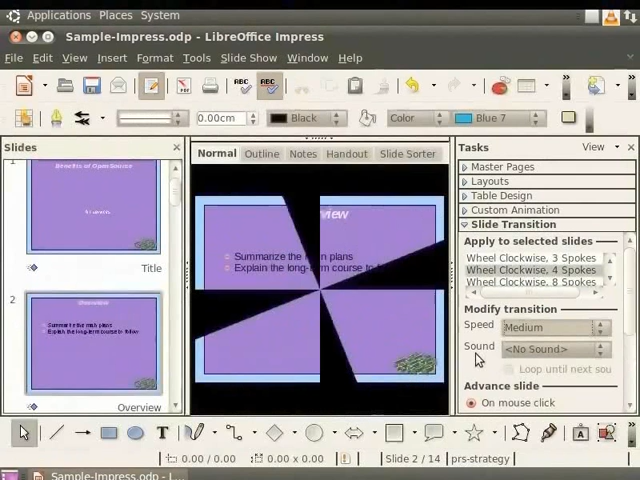 Applications Places System
Sample-Impress.odp - LibreOffice Impress
File Edit View Insert Format Tools Slide Show Window Help
ABC ABC
0.00cm Black Color Blue 7
Slides
Normal Outline Notes Handout Slide Sorter
Tasks View
Master Pages
Layouts
Table Design
Custom Animation
Slide Transition
Apply to selected slides
Wheel Clockwise, 3 Spokes
Wheel Clockwise, 4 Spokes
Wheel Clockwise, 8 Spokes
Modify transition
Speed Medium
Sound <No Sound>
Loop until next sou
Advance slide
On mouse click
1
Benefits of OpenSource
Title
2
Overview
Summarize the main plans
Explain the long-term course to follow
Overview
view
Summarize the m n plans
Explain the long- rm course to f
T
A
0.00 / 0.00 0.00 x 0.00 Slide 2 / 14 prs-strategy
Sample-Impress.odp - L...